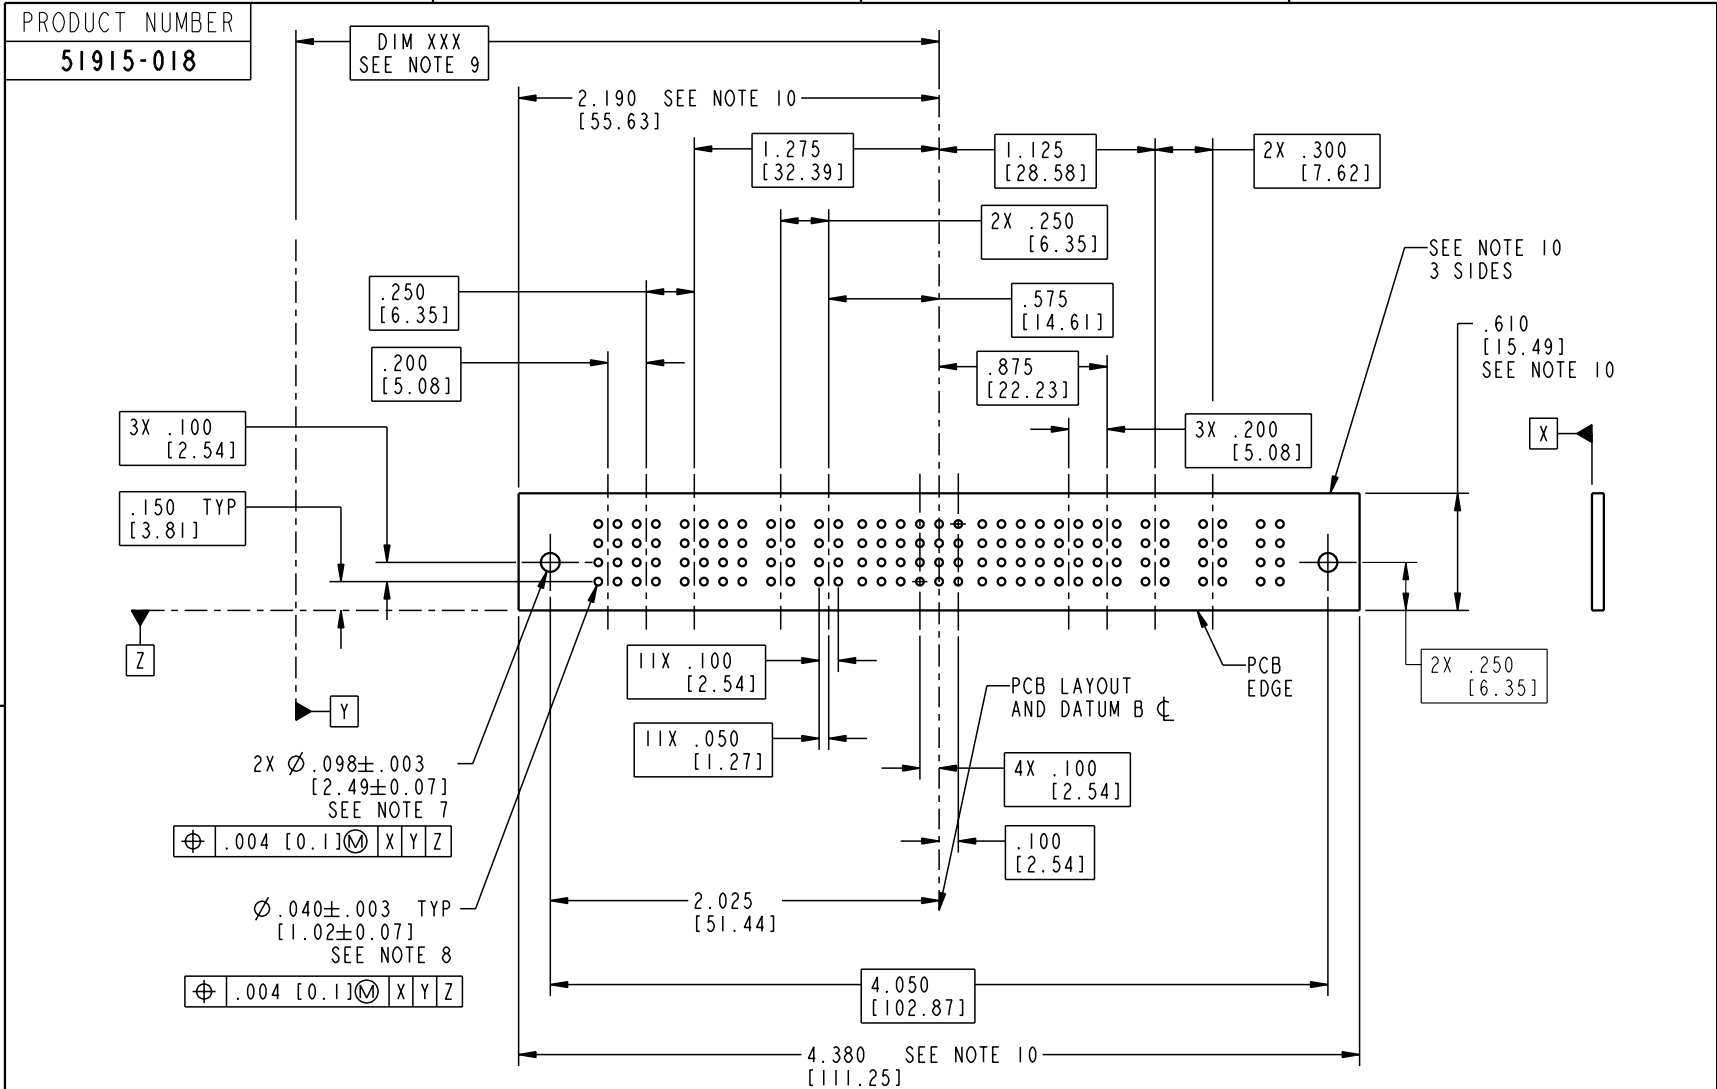 PRODUCT NUMBER
51915-018
DIM XXX
SEE NOTE 9
2.190 SEE NOTE 10
[55.63]
1.275
[32.39]
1.125
[28.58]
2X .300
[7.62]
2X .250
[6.35]
SEE NOTE 10
3 SIDES
.250
[6.35]
.575
[14.61]
.610
[15.49]
SEE NOTE 10
.200
[5.08]
.875
[22.23]
3X .100
[2.54]
3X .200
[5.08]
X
.150 TYP
[3.81]
Z
11X .100
[2.54]
PCB
EDGE
2X .250
[6.35]
PCB LAYOUT
AND DATUM B ℄
Y
11X .050
[1.27]
2X Ø.098±.003
[2.49±0.07]
SEE NOTE 7
4X .100
[2.54]
⌖ .004 [0.1]Ⓜ X Y Z
.100
[2.54]
Ø.040±.003 TYP
[1.02±0.07]
SEE NOTE 8
2.025
[51.44]
⌖ .004 [0.1]Ⓜ X Y Z
4.050
[102.87]
4.380 SEE NOTE 10
[111.25]